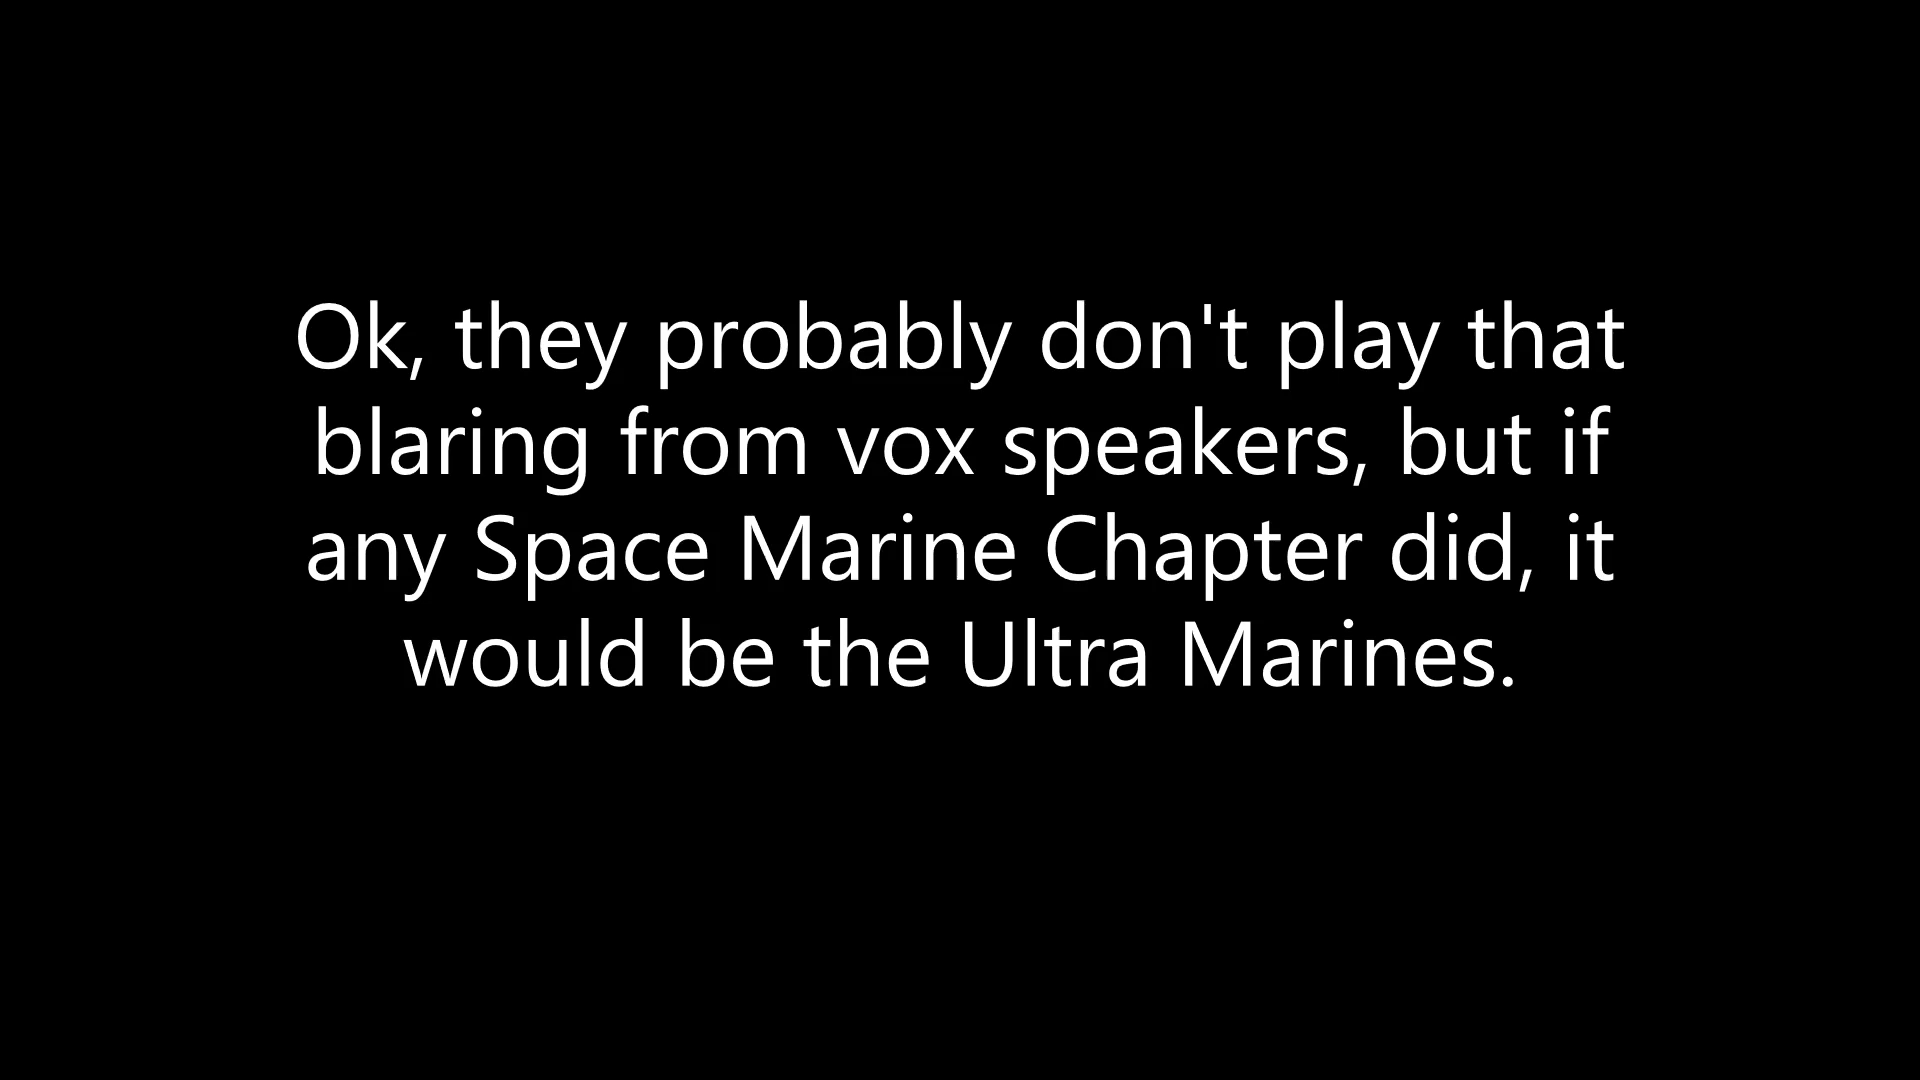 Ok, they probably don't play that
blaring from vox speakers, but if
any Space Marine Chapter did, it
would be the Ultra Marines.